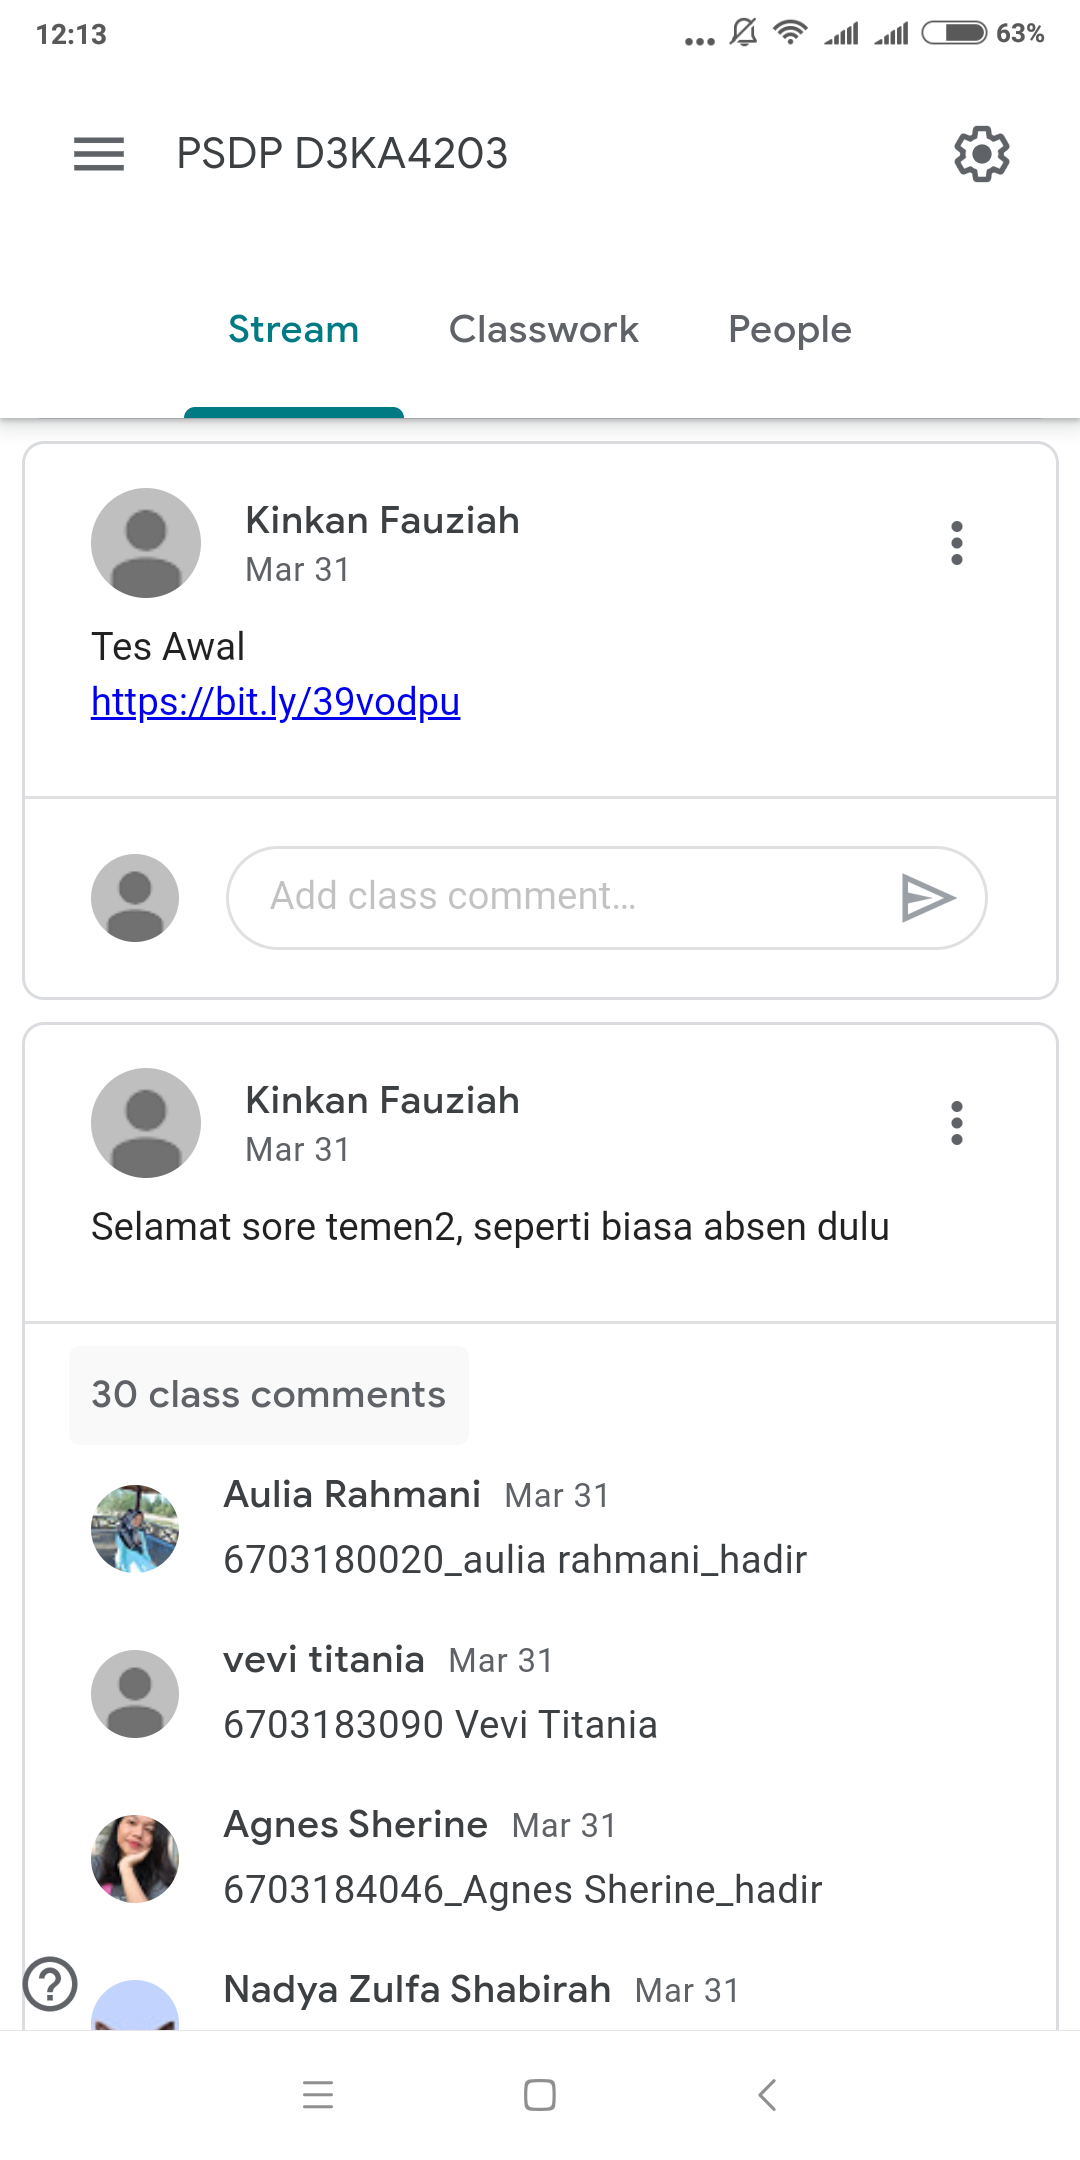 12:13
63%
PSDP D3KA4203
Stream Classwork People
Kinkan Fauziah
Mar 31
Tes Awal
https://bit.ly/39vodpu
Add class comment...
Kinkan Fauziah
Mar 31
Selamat sore temen2, seperti biasa absen dulu
30 class comments
Aulia Rahmani Mar 31
6703180020_aulia rahmani_hadir
vevi titania Mar 31
6703183090 Vevi Titania
Agnes Sherine Mar 31
6703184046_Agnes Sherine_hadir
Nadya Zulfa Shabirah Mar 31